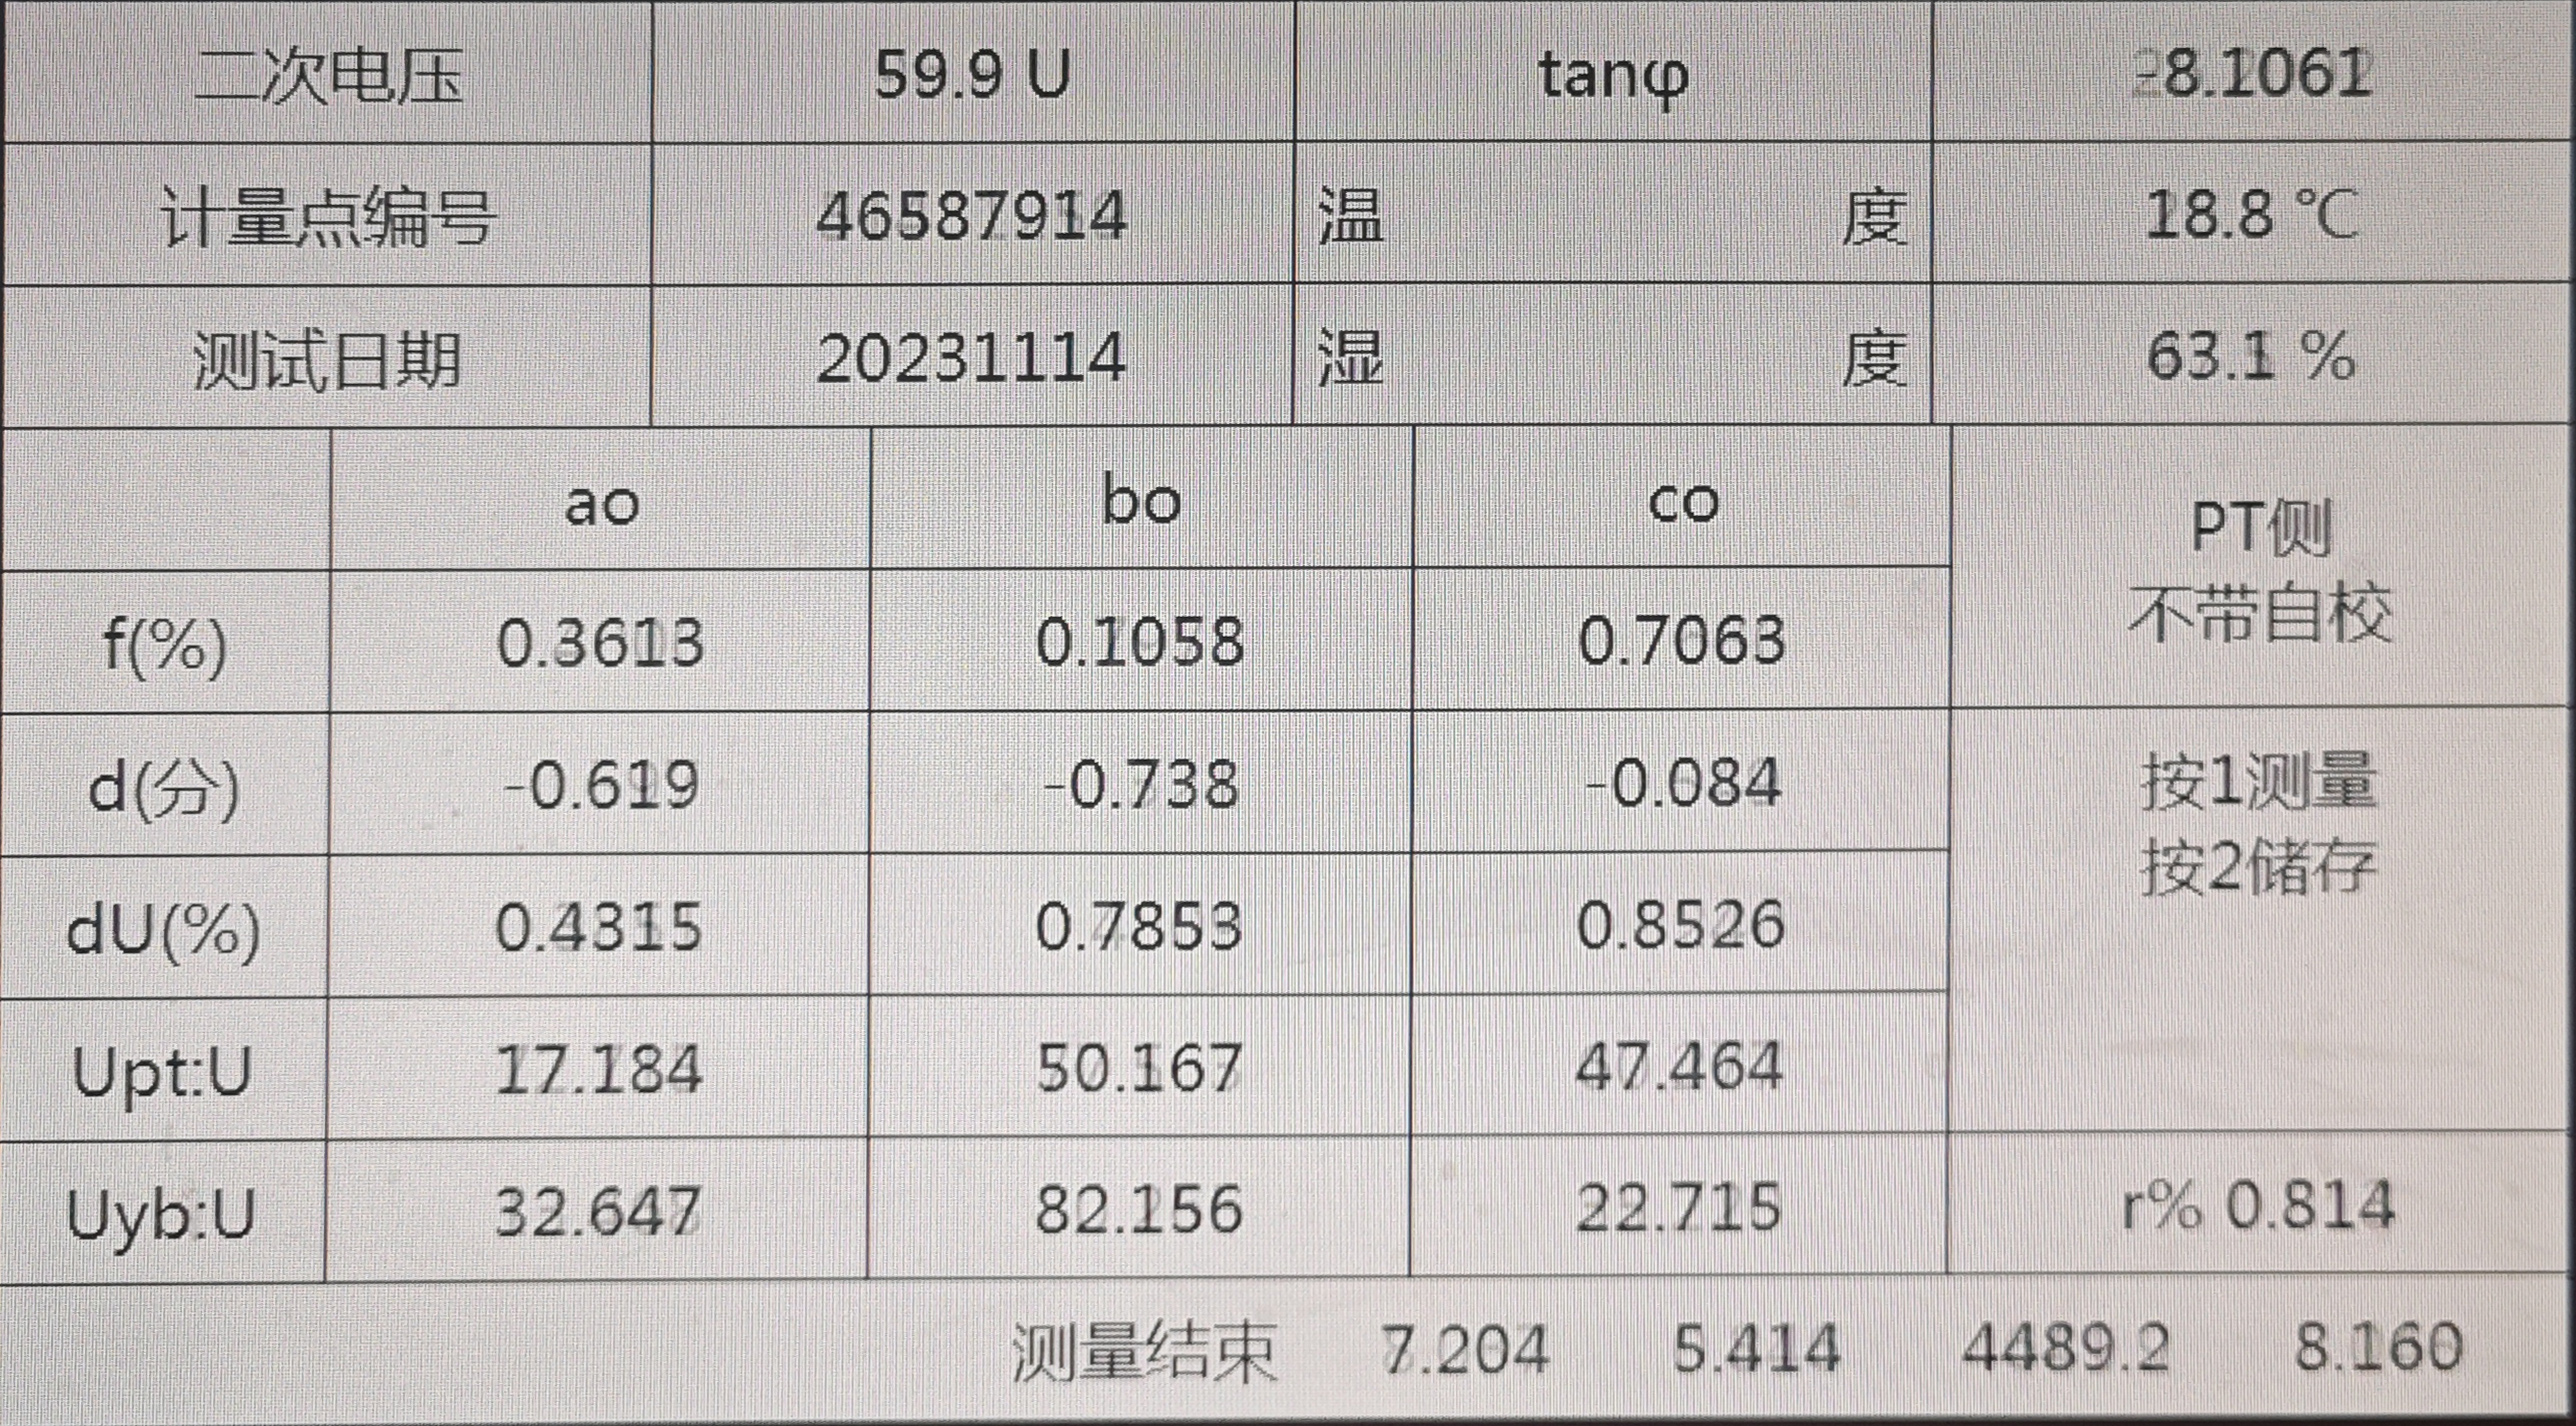 二次电压 59.9 U tanφ 28.1061
计量点编号 46587914 温 度 18.8 ℃
测试日期 20231114 湿 度 63.1 %
ao bo co PT侧
不带自校
f(%) 0.3613 0.1058 0.7063
d(分) -0.619 -0.738 -0.084 按1测量
按2储存
dU(%) 0.4315 0.7853 0.8526
Upt:U 17.184 50.167 47.464
Uyb:U 32.647 82.156 22.715 r% 0.814
测量结束 7.204 5.414 4489.2 8.160